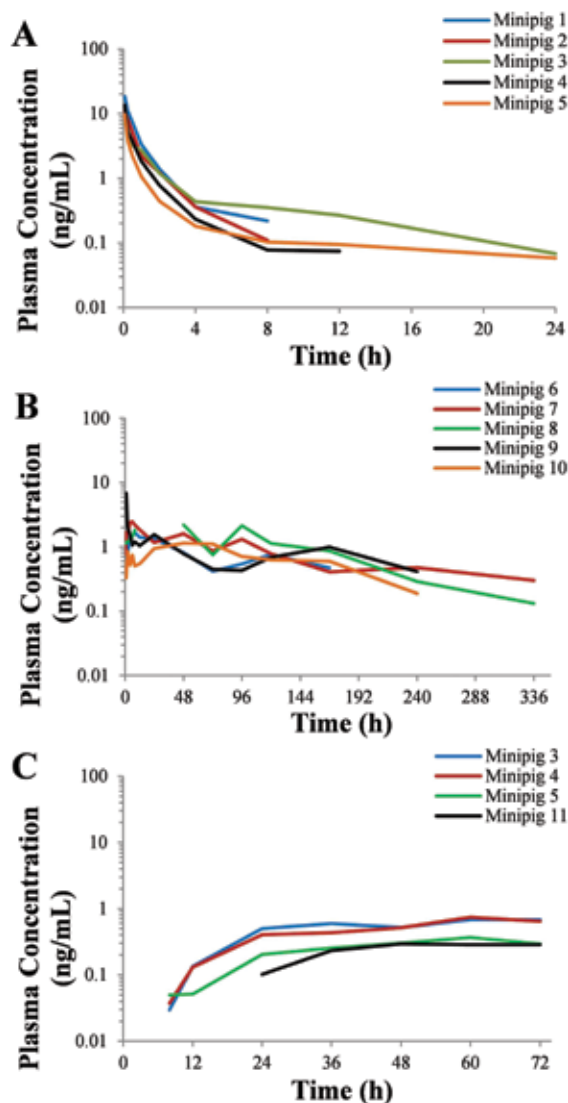 A
Plasma Concentration
(ng/mL)
100
10
1
0.1
0.01
Minipig 1
Minipig 2
Minipig 3
Minipig 4
Minipig 5
0 4 8 12 16 20 24
Time (h)
B
Plasma Concentration
(ng/mL)
100
10
1
0.1
0.01
Minipig 6
Minipig 7
Minipig 8
Minipig 9
Minipig 10
0 48 96 144 192 240 288 336
Time (h)
C
Plasma Concentration
(ng/mL)
100
10
1
0.1
0.01
Minipig 3
Minipig 4
Minipig 5
Minipig 11
0 12 24 36 48 60 72
Time (h)